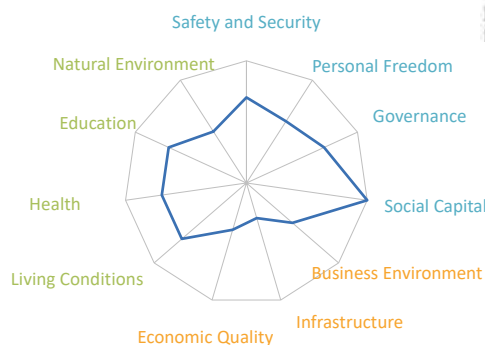 Safety and Security
Natural Environment
Personal Freedom
Education
Governance
Health
Social Capital
Living Conditions
Business Environment
Economic Quality
Infrastructure